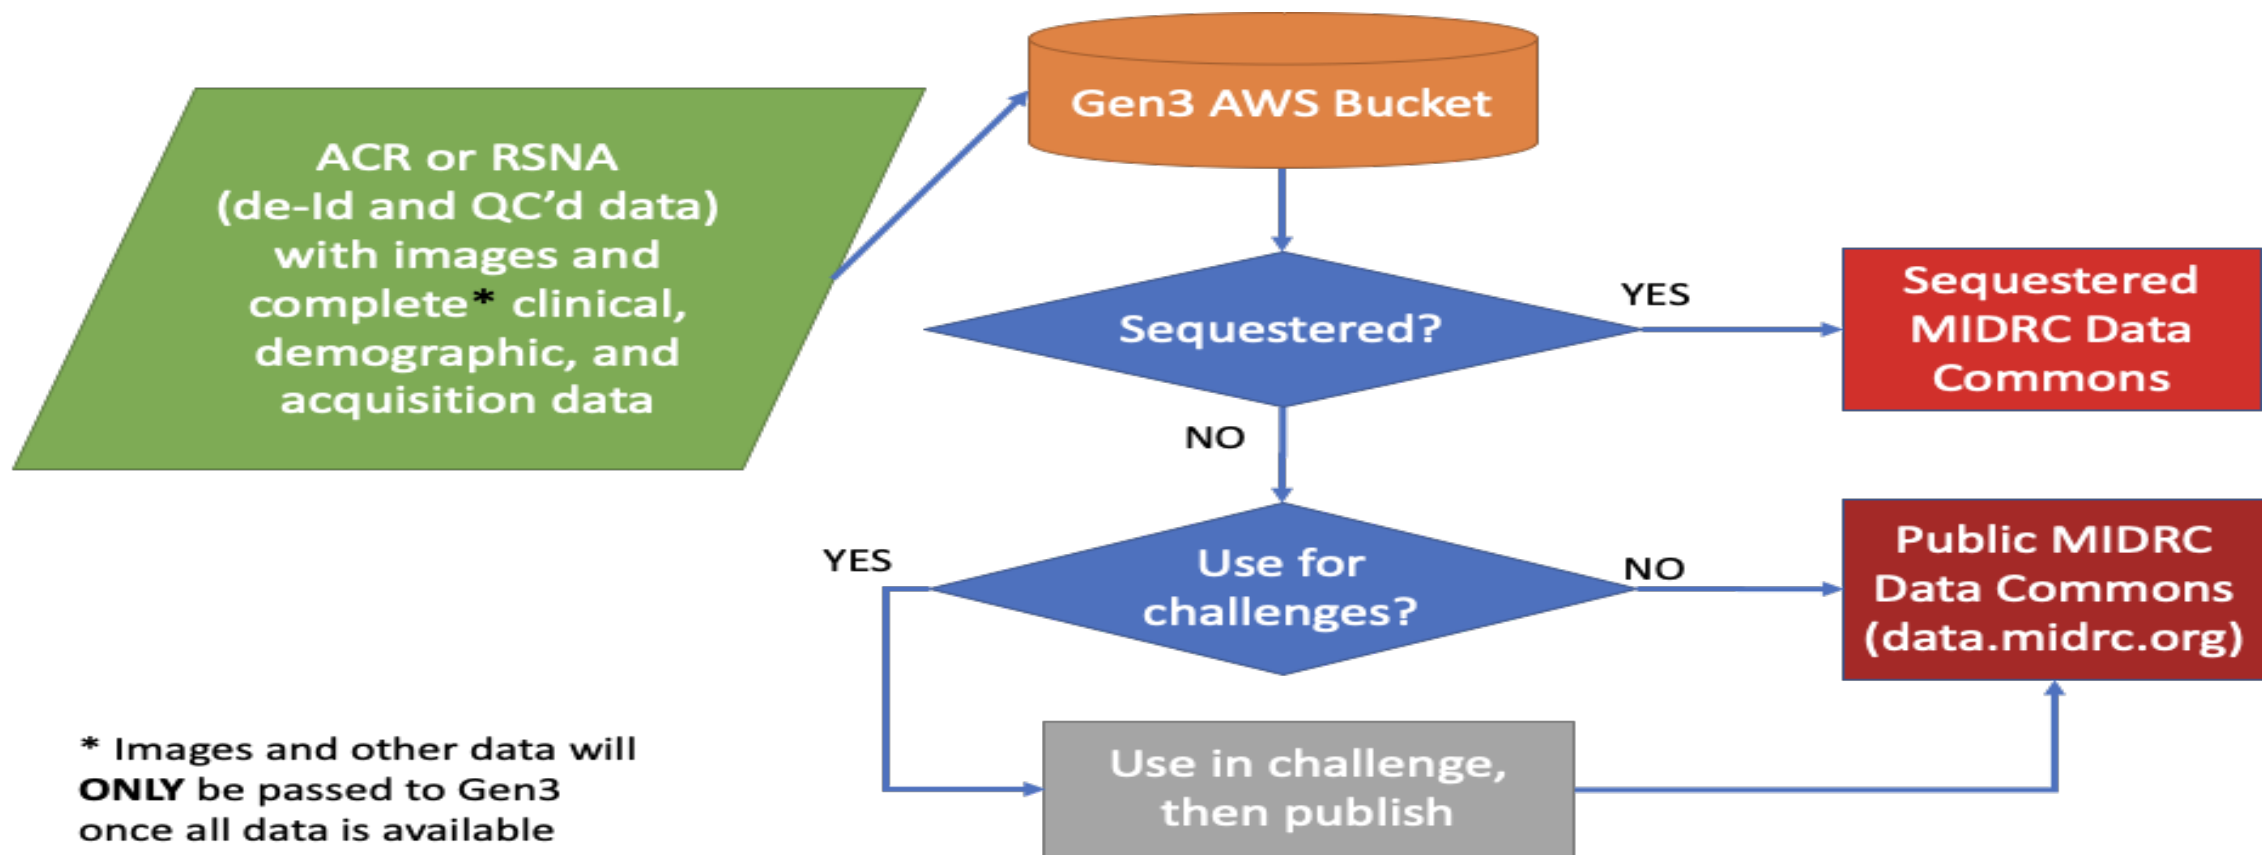 Gen3 AWS Bucket
ACR or RSNA
(de-Id and QC’d data)
with images and
complete* clinical,
demographic, and
acquisition data
Sequestered?
YES
Sequestered
MIDRC Data
Commons
NO
Use for
challenges?
YES
NO
Public MIDRC
Data Commons
(data.midrc.org)
Use in challenge,
then publish
* Images and other data will
ONLY be passed to Gen3
once all data is available